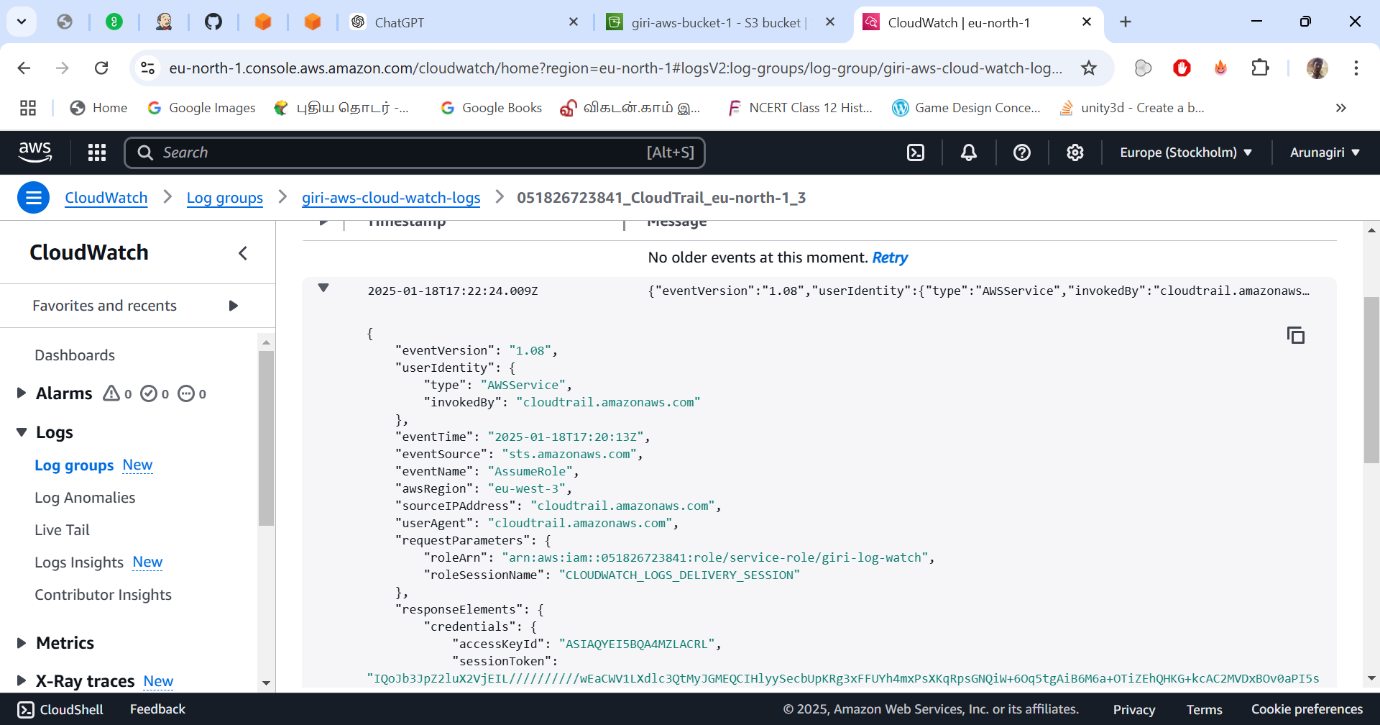 ChatGPT
giri-aws-bucket-1 - S3 bucket |
CloudWatch | eu-north-1
eu-north-1.console.aws.amazon.com/cloudwatch/home?region=eu-north-1#logsV2:log-groups/log-group/giri-aws-cloud-watch-log...
Home
Google Images
புதிய தொடர் -...
Google Books
விகடன்.காம் இ...
NCERT Class 12 Hist...
Game Design Conce...
unity3d - Create a b...
aws
Search
[Alt+S]
Europe (Stockholm)
Arunagiri
CloudWatch
Log groups
giri-aws-cloud-watch-logs
051826723841_CloudTrail_eu-north-1_3
CloudWatch
Favorites and recents
Dashboards
Alarms 0 0 0
Logs
Log groups New
Log Anomalies
Live Tail
Logs Insights New
Contributor Insights
Metrics
X-Ray traces New
Timestamp
Message
No older events at this moment. Retry
2025-01-18T17:22:24.009Z
{"eventVersion":"1.08","userIdentity":{"type":"AWSService","invokedBy":"cloudtrail.amazonaws...
{
"eventVersion": "1.08",
"userIdentity": {
"type": "AWSService",
"invokedBy": "cloudtrail.amazonaws.com"
},
"eventTime": "2025-01-18T17:20:13Z",
"eventSource": "sts.amazonaws.com",
"eventName": "AssumeRole",
"awsRegion": "eu-west-3",
"sourceIPAddress": "cloudtrail.amazonaws.com",
"userAgent": "cloudtrail.amazonaws.com",
"requestParameters": {
"roleArn": "arn:aws:iam::051826723841:role/service-role/giri-log-watch",
"roleSessionName": "CLOUDWATCH_LOGS_DELIVERY_SESSION"
},
"responseElements": {
"credentials": {
"accessKeyId": "ASIAQYEI5BQA4MZLACRL",
"sessionToken":
"IQoJb3JpZ2luX2VjEIL//////////wEaCWV1LXdlc3QtMyJGMEQCIHlyySecbUpKRg3xFFUYh4mxPsXKqRpsGNQiW+6Oq5tgAiB6M6a+OTiZEhQHKG+kcAC2MVDxBOv0aPI5s
CloudShell
Feedback
© 2025, Amazon Web Services, Inc. or its affiliates.
Privacy
Terms
Cookie preferences